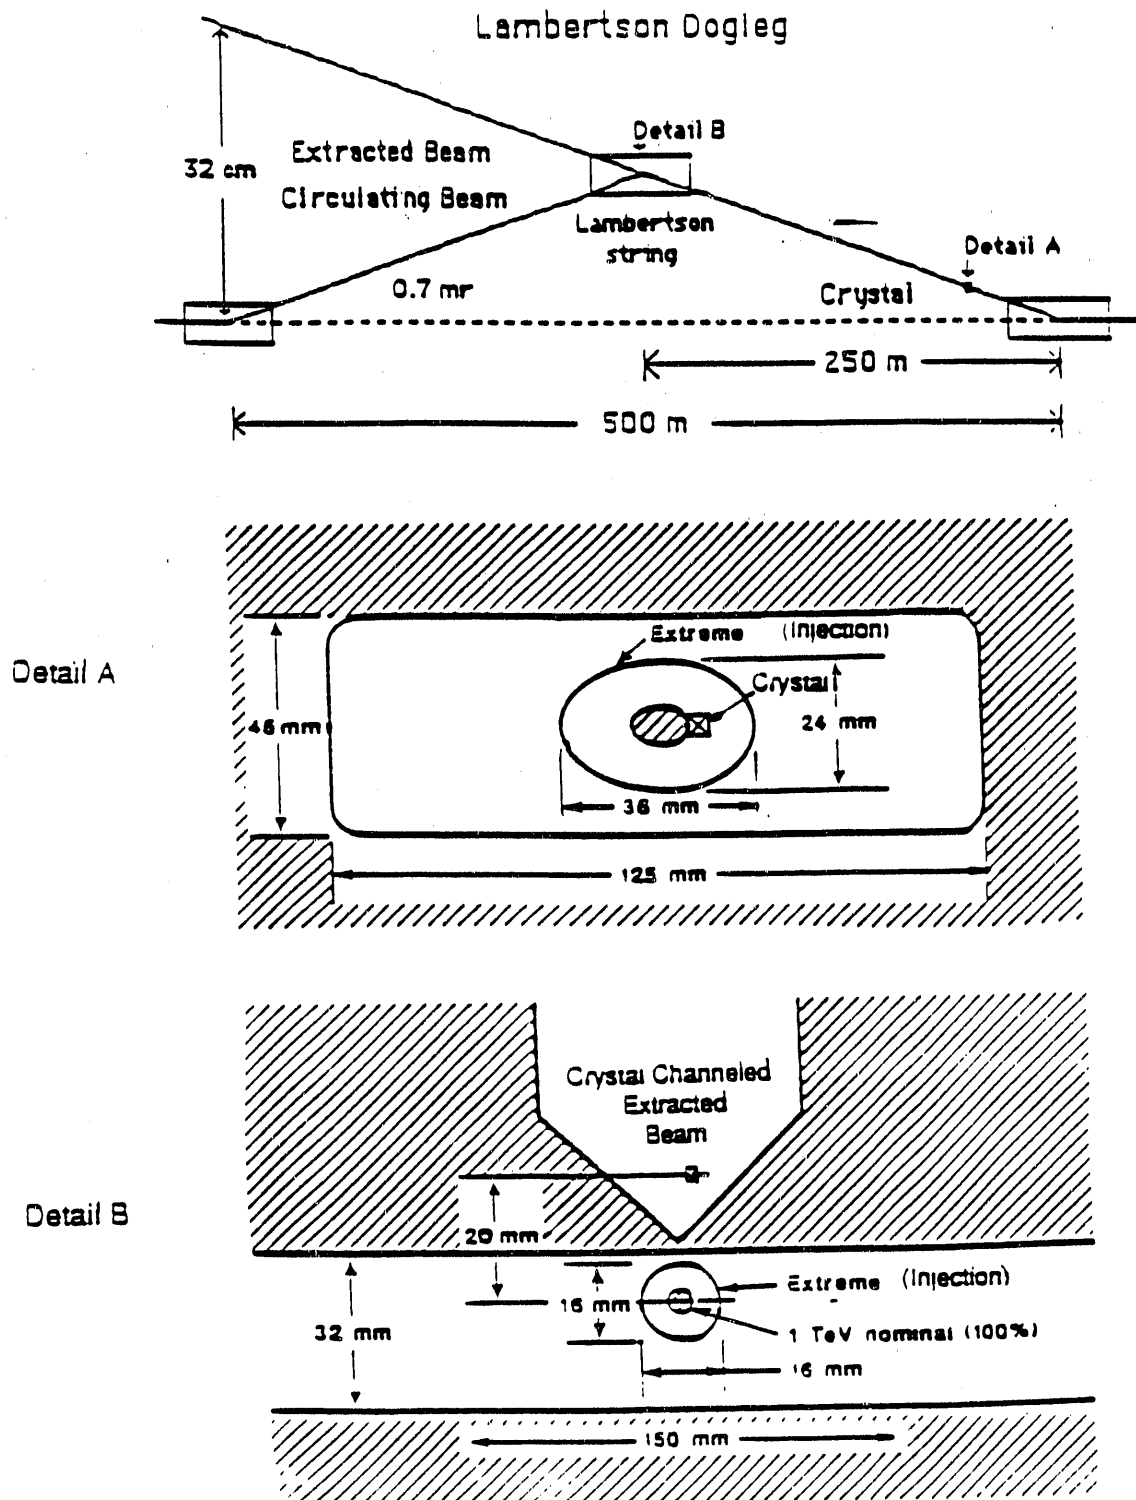 Lambertson Dogleg
Detail B
Extracted Beam
32 cm
Circulating Beam
Lambertson
string
Detail A
0.7 mr
Crystal
250 m
500 m
Extreme (Injection)
Detail A
Crystal
46 mm
24 mm
36 mm
125 mm
Crystal Channeled
Extracted
Beam
Detail B
20 mm
Extreme (Injection)
16 mm
32 mm
1 TeV nominal (100%)
16 mm
150 mm